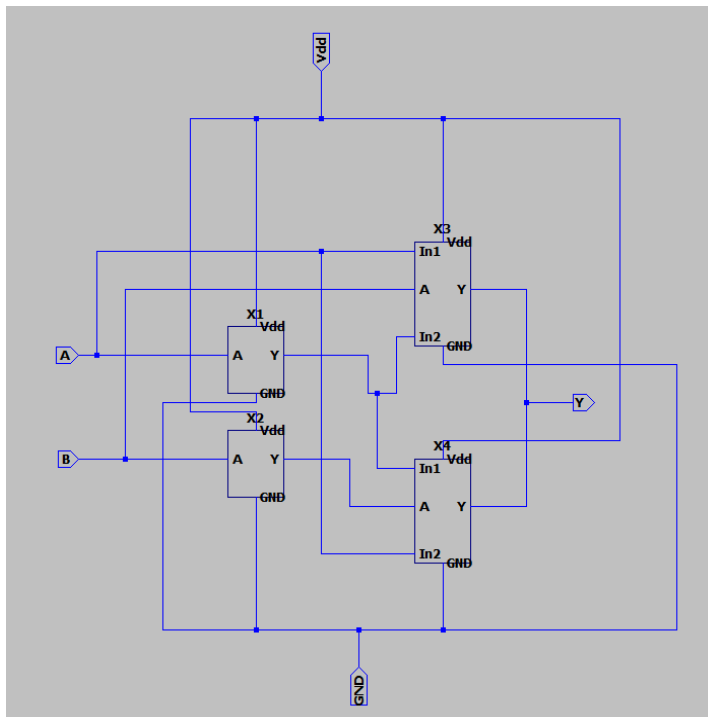 Vdd
X3
Vdd
In1
A Y
In2
GND
X1
Vdd
A
A Y
GND
Y
X2
Vdd
B
A Y
GND
X4
Vdd
In1
A Y
In2
GND
GND